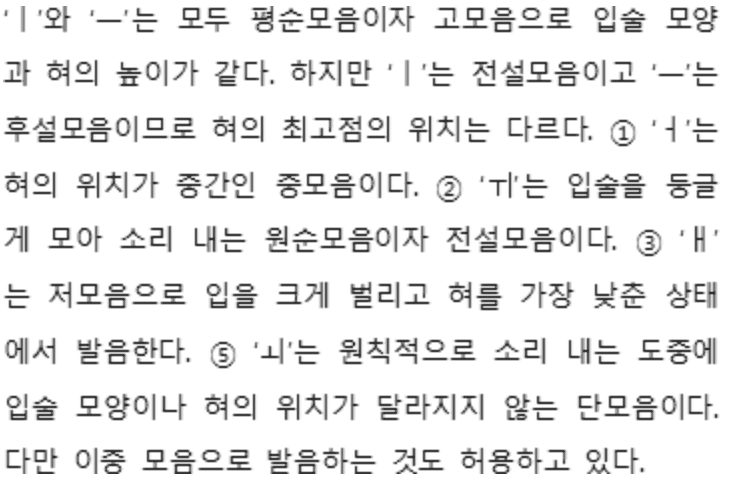 ‘ㅣ’와 ‘ㅡ’는 모두 평순모음이자 고모음으로 입술 모양
과 혀의 높이가 같다. 하지만 ‘ㅣ’는 전설모음이고 ‘ㅡ’는
후설모음이므로 혀의 최고점의 위치는 다르다. ① ‘ㅓ’는
혀의 위치가 중간인 중모음이다. ② ‘ㅟ’는 입술을 둥글
게 모아 소리 내는 원순모음이자 전설모음이다. ③ ‘ㅐ’
는 저모음으로 입을 크게 벌리고 혀를 가장 낮춘 상태
에서 발음한다. ⑤ ‘ㅚ’는 원칙적으로 소리 내는 도중에
입술 모양이나 혀의 위치가 달라지지 않는 단모음이다.
다만 이중 모음으로 발음하는 것도 허용하고 있다.